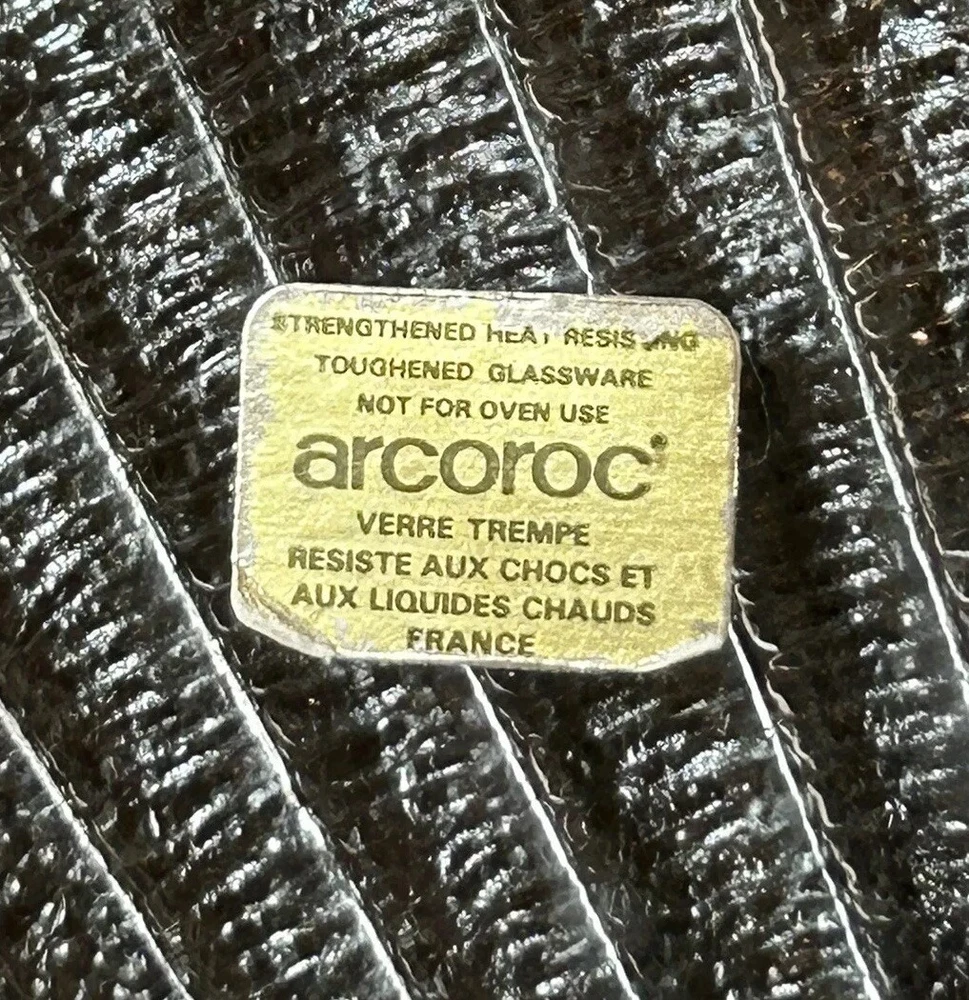 STRENGTHENED HEAT RESISTING
TOUGHENED GLASSWARE
NOT FOR OVEN USE
arcoroc®
VERRE TREMPE
RESISTE AUX CHOCS ET
AUX LIQUIDES CHAUDS
FRANCE